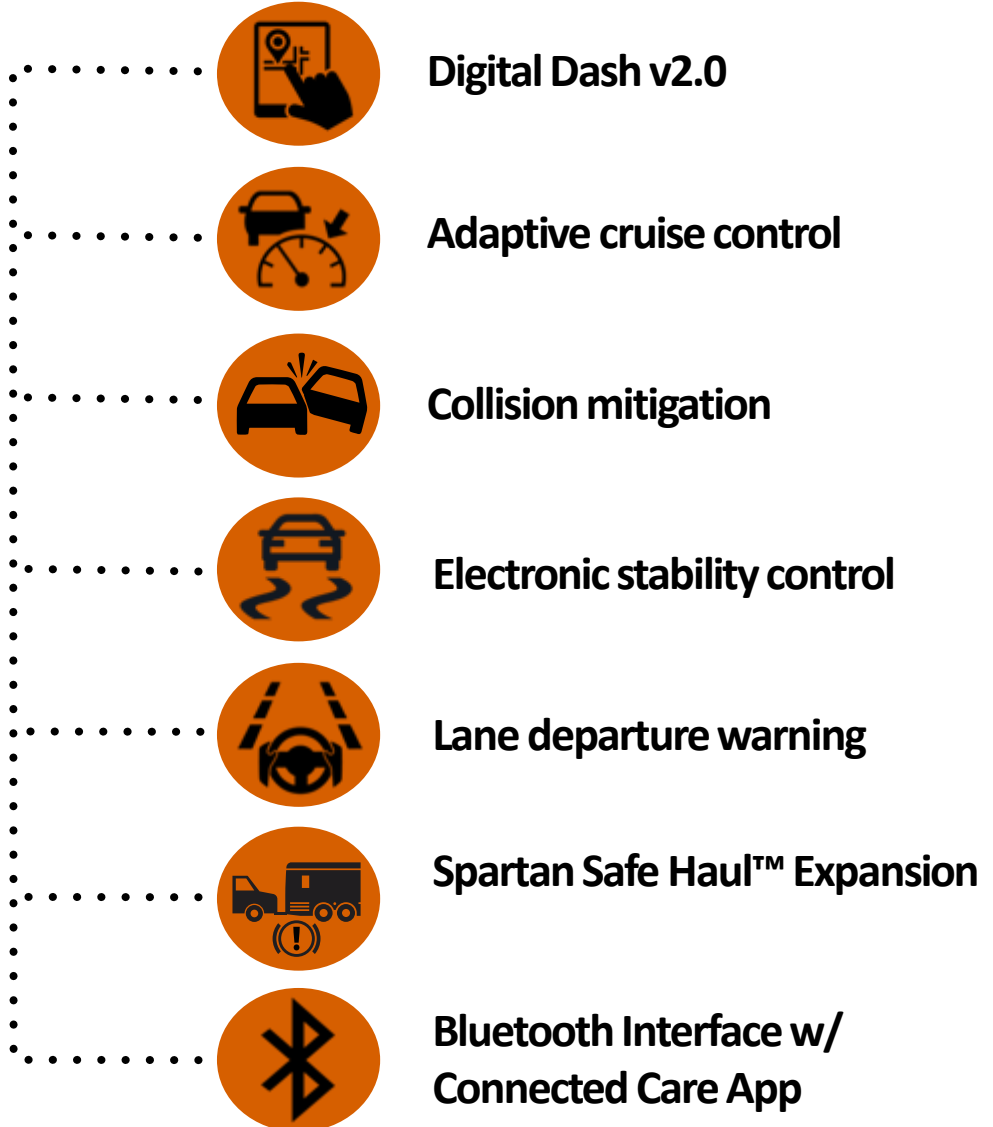 Digital Dash v2.0
Adaptive cruise control
Collision mitigation
Electronic stability control
Lane departure warning
Spartan Safe Haul™ Expansion
Bluetooth Interface w/
Connected Care App